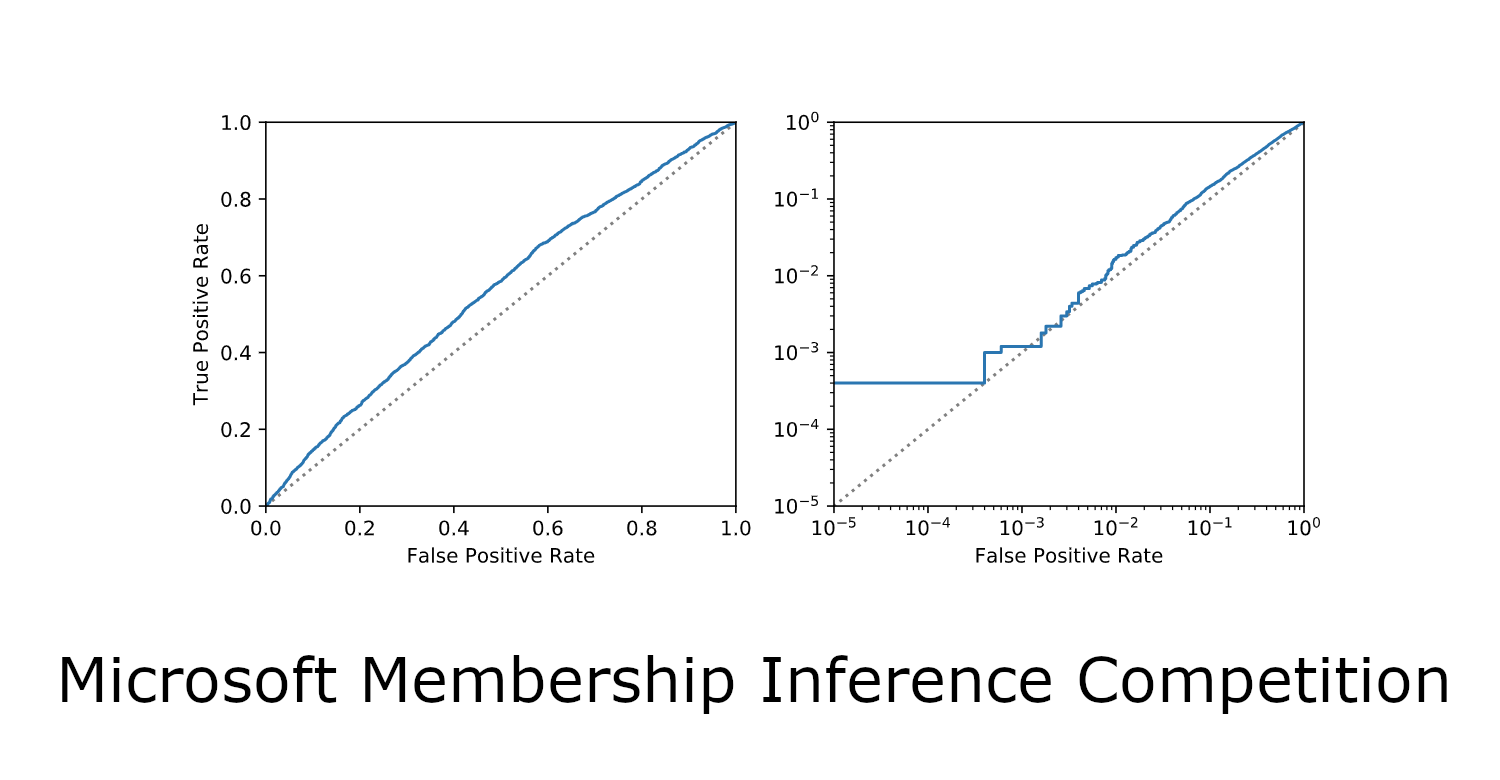 1.0
0.8
0.6
0.4
0.2
0.0
True Positive Rate
0.0 0.2 0.4 0.6 0.8 1.0
False Positive Rate
10⁰
10⁻¹
10⁻²
10⁻³
10⁻⁴
10⁻⁵
10⁻⁵ 10⁻⁴ 10⁻³ 10⁻² 10⁻¹ 10⁰
False Positive Rate
Microsoft Membership Inference Competition